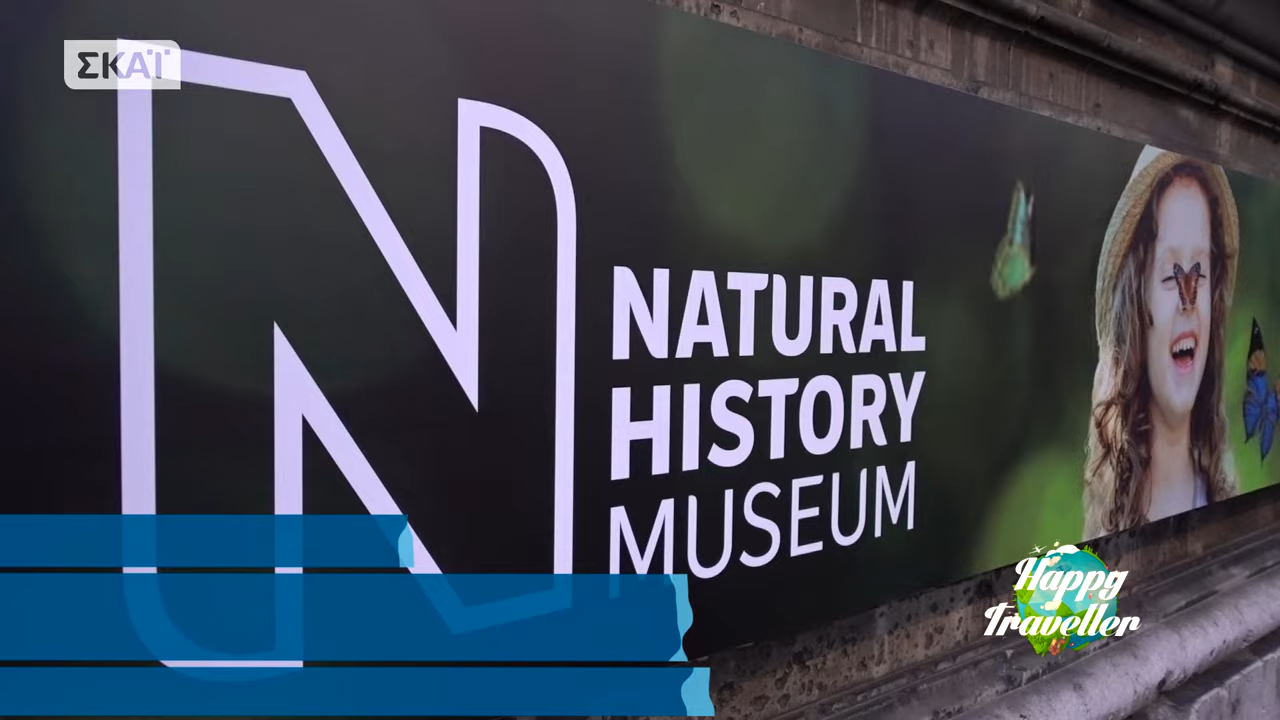 ΣΚΑΪ
NATURAL
HISTORY
MUSEUM
Happy
Traveller